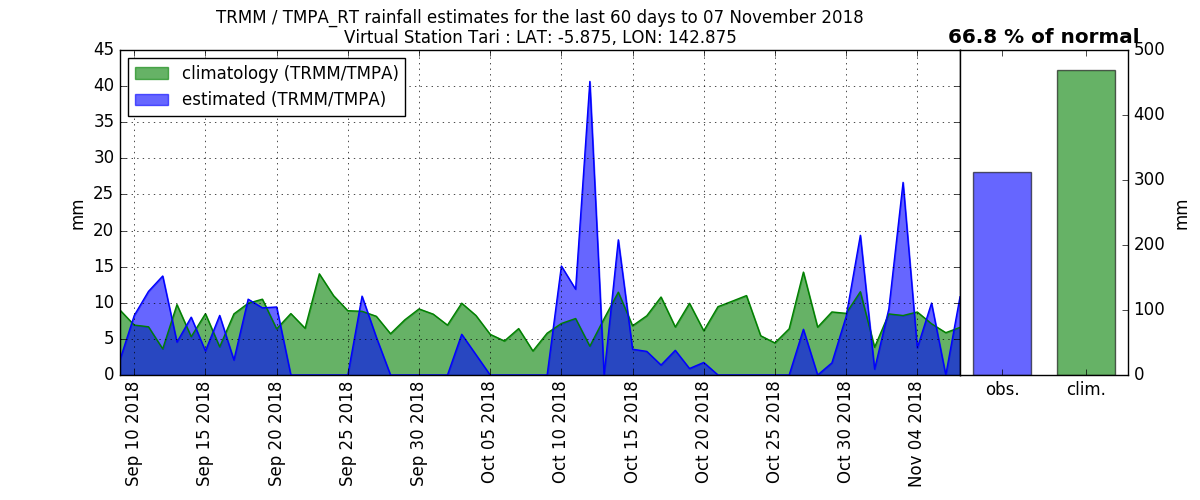 TRMM / TMPA_RT rainfall estimates for the last 60 days to 07 November 2018
Virtual Station Tari : LAT: -5.875, LON: 142.875
66.8 % of normal
climatology (TRMM/TMPA)
estimated (TRMM/TMPA)
45
40
35
30
25
20
15
10
5
0
mm
Sep 10 2018
Sep 15 2018
Sep 20 2018
Sep 25 2018
Sep 30 2018
Oct 05 2018
Oct 10 2018
Oct 15 2018
Oct 20 2018
Oct 25 2018
Oct 30 2018
Nov 04 2018
500
400
300
200
100
0
mm
obs.
clim.